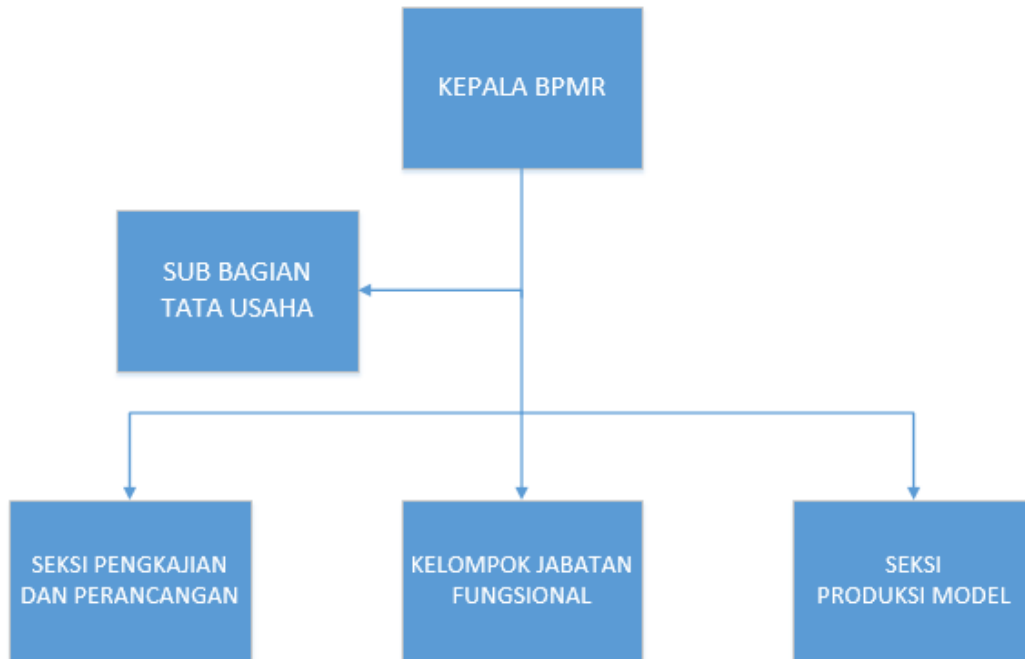 KEPALA BPMR
SUB BAGIAN
TATA USAHA
SEKSI PENGKAJIAN
DAN PERANCANGAN
KELOMPOK JABATAN
FUNGSIONAL
SEKSI
PRODUKSI MODEL